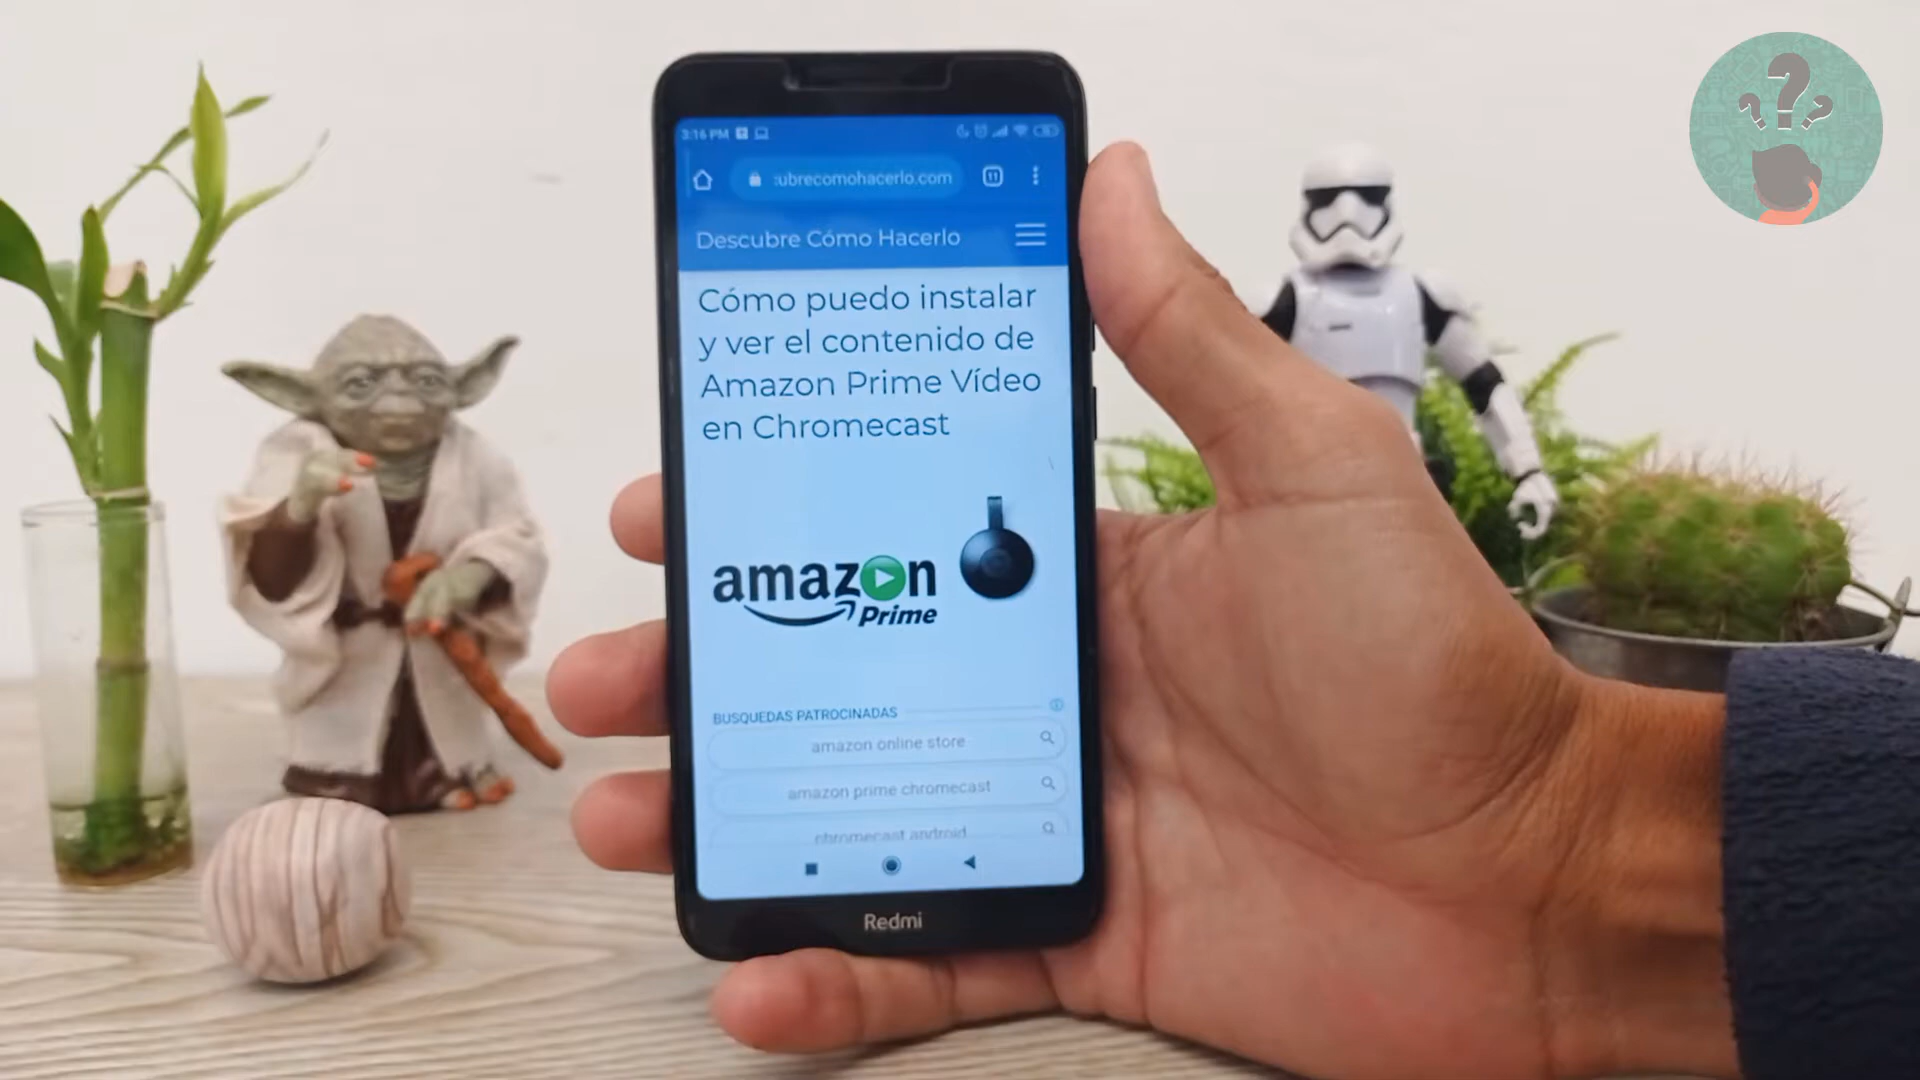 3:16 PM
:ubrecomohacerlo.com
11
Descubre Cómo Hacerlo
Cómo puedo instalar
y ver el contenido de
Amazon Prime Vídeo
en Chromecast
amazon
Prime
BUSQUEDAS PATROCINADAS
amazon online store
amazon prime chromecast
chromecast android
Redmi
???